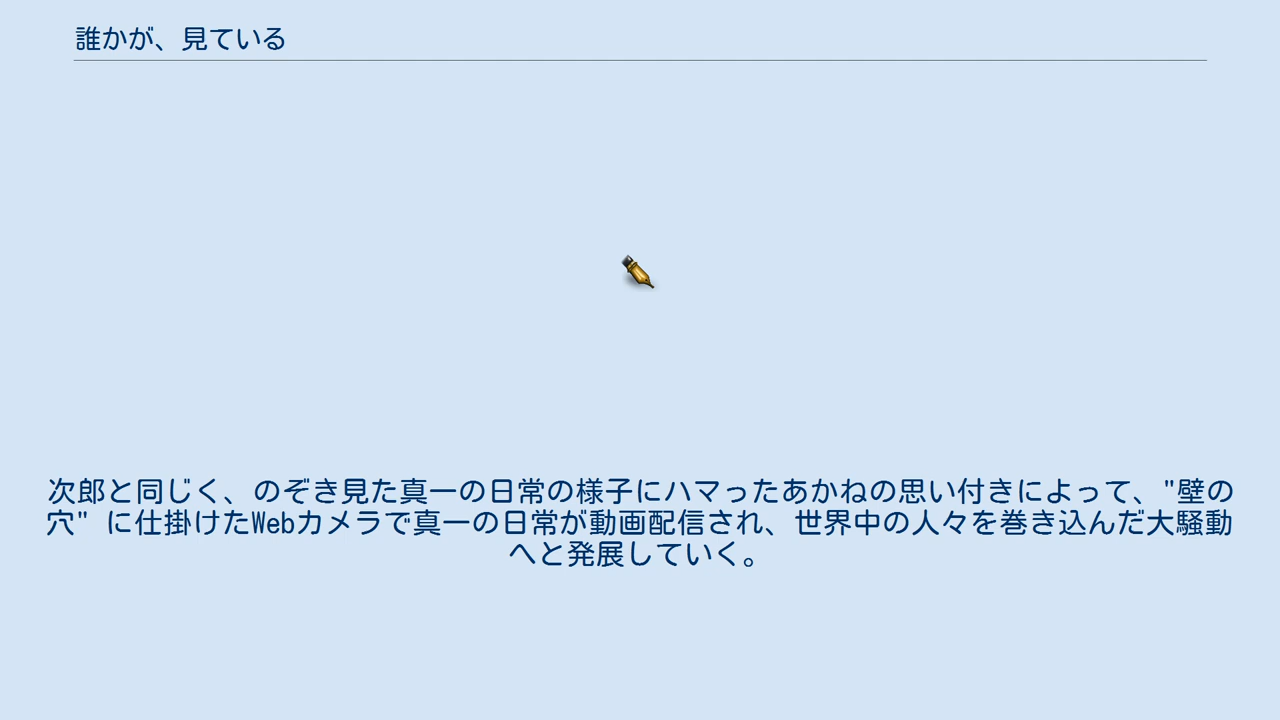 誰かが、見ている
次郎と同じく、のぞき見た真一の日常の様子にハマったあかねの思い付きによって、"壁の
穴" に仕掛けたWebカメラで真一の日常が動画配信され、世界中の人々を巻き込んだ大騒動
へと発展していく。